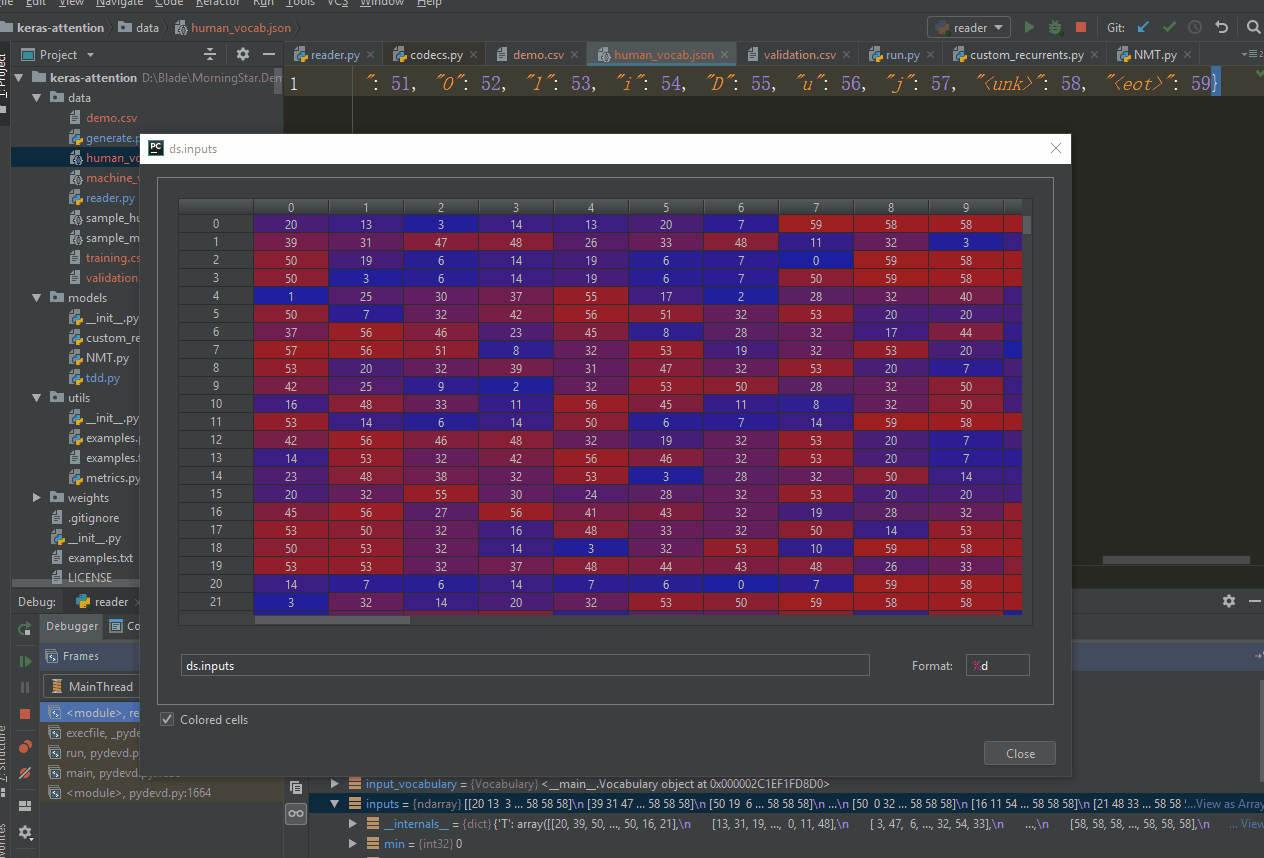 File Edit View Navigate Code Refactor Run Tools VCS Window Help
keras-attention data human_vocab.json reader Git:
Project reader.py codecs.py demo.csv human_vocab.json validation.csv run.py custom_recurrents.py NMT.py
keras-attention D:\Blade\MorningStar.Dem
1 ": 51, "O": 52, "1": 53, "i": 54, "D": 55, "u": 56, "j": 57, "<unk>": 58, "<eot>": 59}
data
demo.csv
generate.p
human_vo
machine_v
reader.py
sample_hu
sample_m
training.cs
validation
models
__init__.py
custom_re
NMT.py
tdd.py
utils
__init__.py
examples.
examples.t
metrics.py
weights
.gitignore
__init__.py
examples.txt
LICENSE
PC ds.inputs
0 1 2 3 4 5 6 7 8 9
0 20 13 3 14 13 20 7 59 58 58
1 39 31 47 48 26 33 48 11 32 3
2 50 19 6 14 19 6 7 0 59 58
3 50 3 6 14 19 6 7 50 59 58
4 1 25 30 37 55 17 2 28 32 40
5 50 7 32 42 56 51 32 53 20 20
6 37 56 46 23 45 8 28 32 17 44
7 57 56 51 8 32 53 19 32 53 20
8 53 20 32 39 31 47 32 53 20 7
9 42 25 9 2 32 53 50 28 32 50
10 16 48 33 11 56 45 11 8 32 50
11 53 14 6 14 50 6 7 14 59 58
12 42 56 46 48 32 19 32 53 20 7
13 14 53 32 42 56 46 32 53 20 7
14 23 48 38 32 53 3 28 32 50 14
15 20 32 55 30 24 28 32 53 20 20
16 45 56 27 56 41 43 32 19 28 32
17 53 50 32 16 48 33 32 50 14 53
18 50 53 32 14 3 32 53 10 59 58
19 53 53 32 37 48 44 43 48 26 33
20 14 7 6 14 7 6 0 7 59 58
21 3 32 14 20 32 53 50 59 58 58
ds.inputs Format: %d
Colored cells
Close
Debug: reader
Debugger Co
Frames
MainThread
<module>, re
execfile, _pyde
run, pydevd.p
main, pydevd.py:1658
<module>, pydevd.py:1664
input_vocabulary = {Vocabulary} <__main__.Vocabulary object at 0x000002C1EF1FD8D0>
inputs = {ndarray} [[20 13 3 ... 58 58 58]\n [39 31 47 ... 58 58 58]\n [50 19 6 ... 58 58 58]\n ...\n [50 0 32 ... 58 58 58]\n [16 11 54 ... 58 58 58]\n [21 48 33 ... 58 58 ...View as Array
__internals__ = {dict} {'T': array([[20, 39, 50, ..., 50, 16, 21],\n [13, 31, 19, ..., 0, 11, 48],\n [ 3, 47, 6, ..., 32, 54, 33],\n ...,\n [58, 58, 58, ..., 58, 58, 58],\n ... View
min = {int32} 0